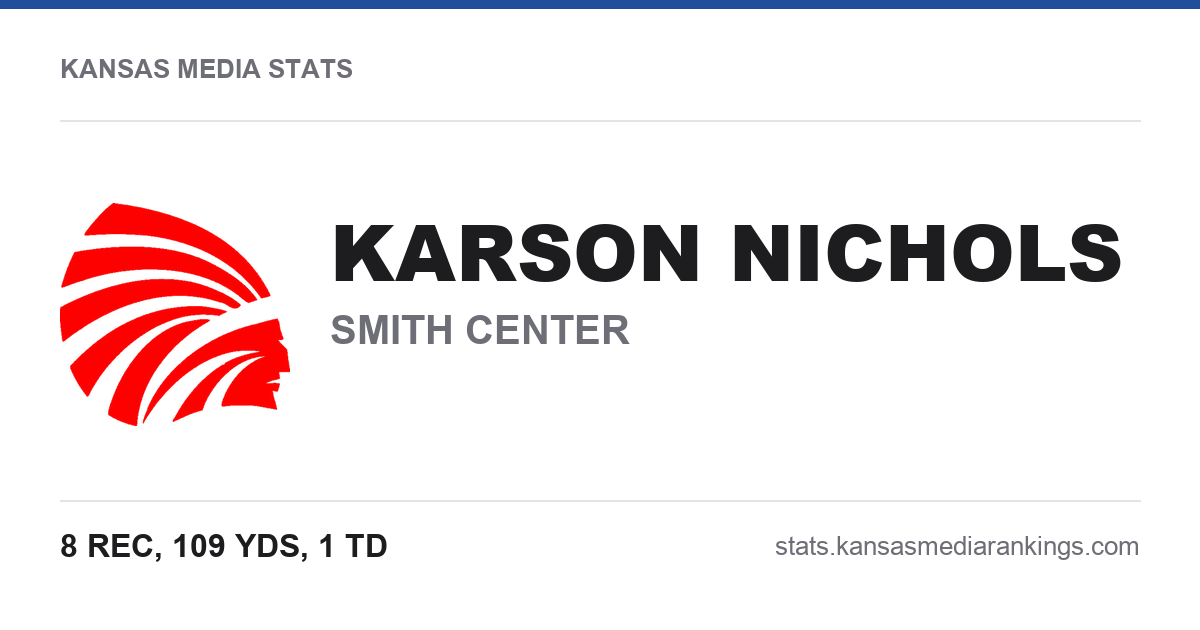 KANSAS MEDIA STATS
KARSON NICHOLS
SMITH CENTER
8 REC, 109 YDS, 1 TD
stats.kansasmediarankings.com